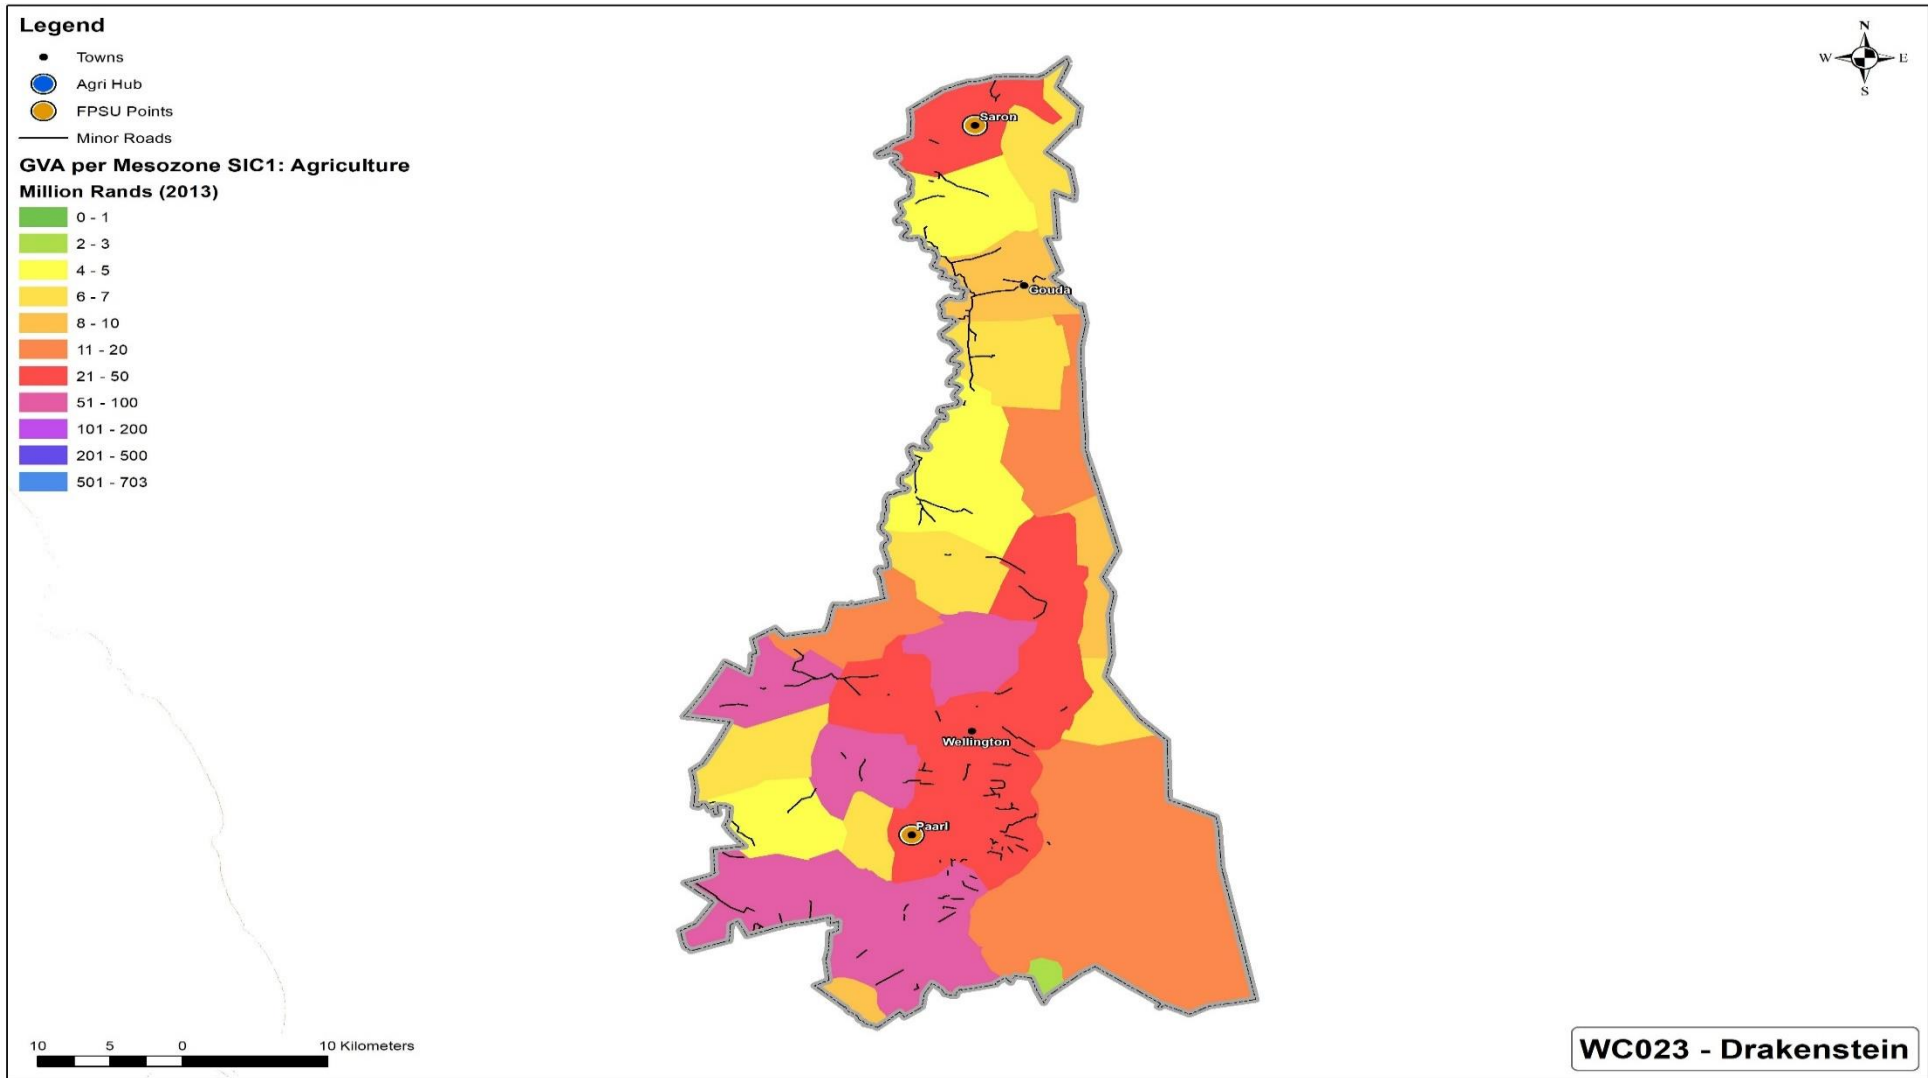 Legend
Towns
Agri Hub
FPSU Points
Minor Roads
GVA per Mesozone SIC1: Agriculture
Million Rands (2013)
0 - 1
2 - 3
4 - 5
6 - 7
8 - 10
11 - 20
21 - 50
51 - 100
101 - 200
201 - 500
501 - 703
N
W E
S
Saron
Gouda
Wellington
Paarl
10 5 0 10 Kilometers
WC023 - Drakenstein